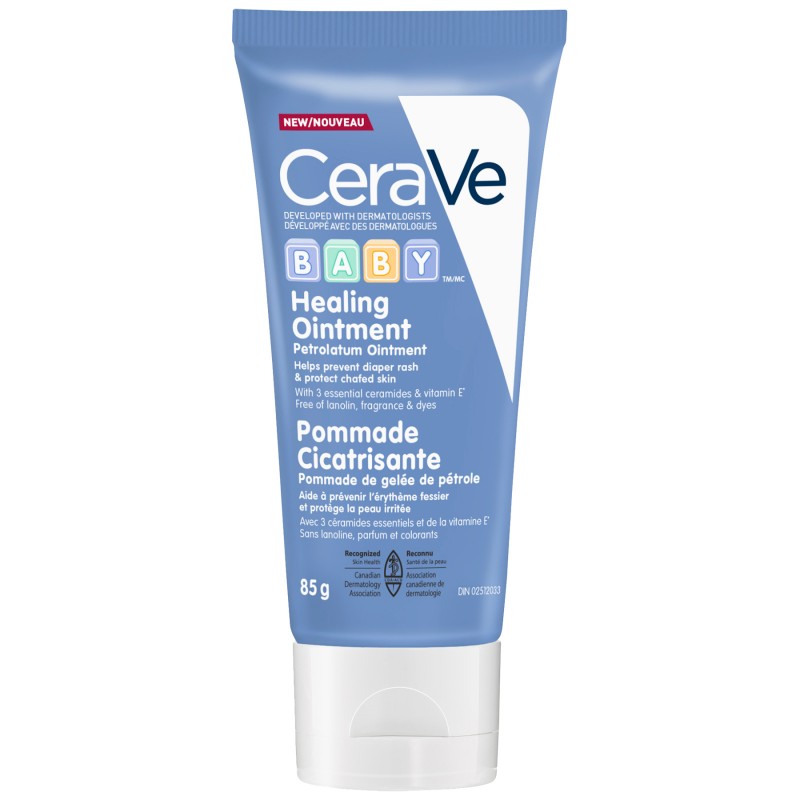 NEW/NOUVEAU
CeraVe
DEVELOPED WITH DERMATOLOGISTS
DÉVELOPPÉ AVEC DES DERMATOLOGUES
BABY TM/MC
Healing
Ointment
Petrolatum Ointment
Helps prevent diaper rash
& protect chafed skin
With 3 essential ceramides & vitamin E*
Free of lanolin, fragrance & dyes
Pommade
Cicatrisante
Pommade de gelée de pétrole
Aide à prévenir l'érythème fessier
et protège la peau irritée
Avec 3 céramides essentiels et de la vitamine E*
Sans lanoline, parfum et colorants
Recognized
Skin Health
Canadian
Dermatology
Association
Reconnu
Santé de la peau
Association
canadienne de
dermatologie
85 g
DIN 02512033